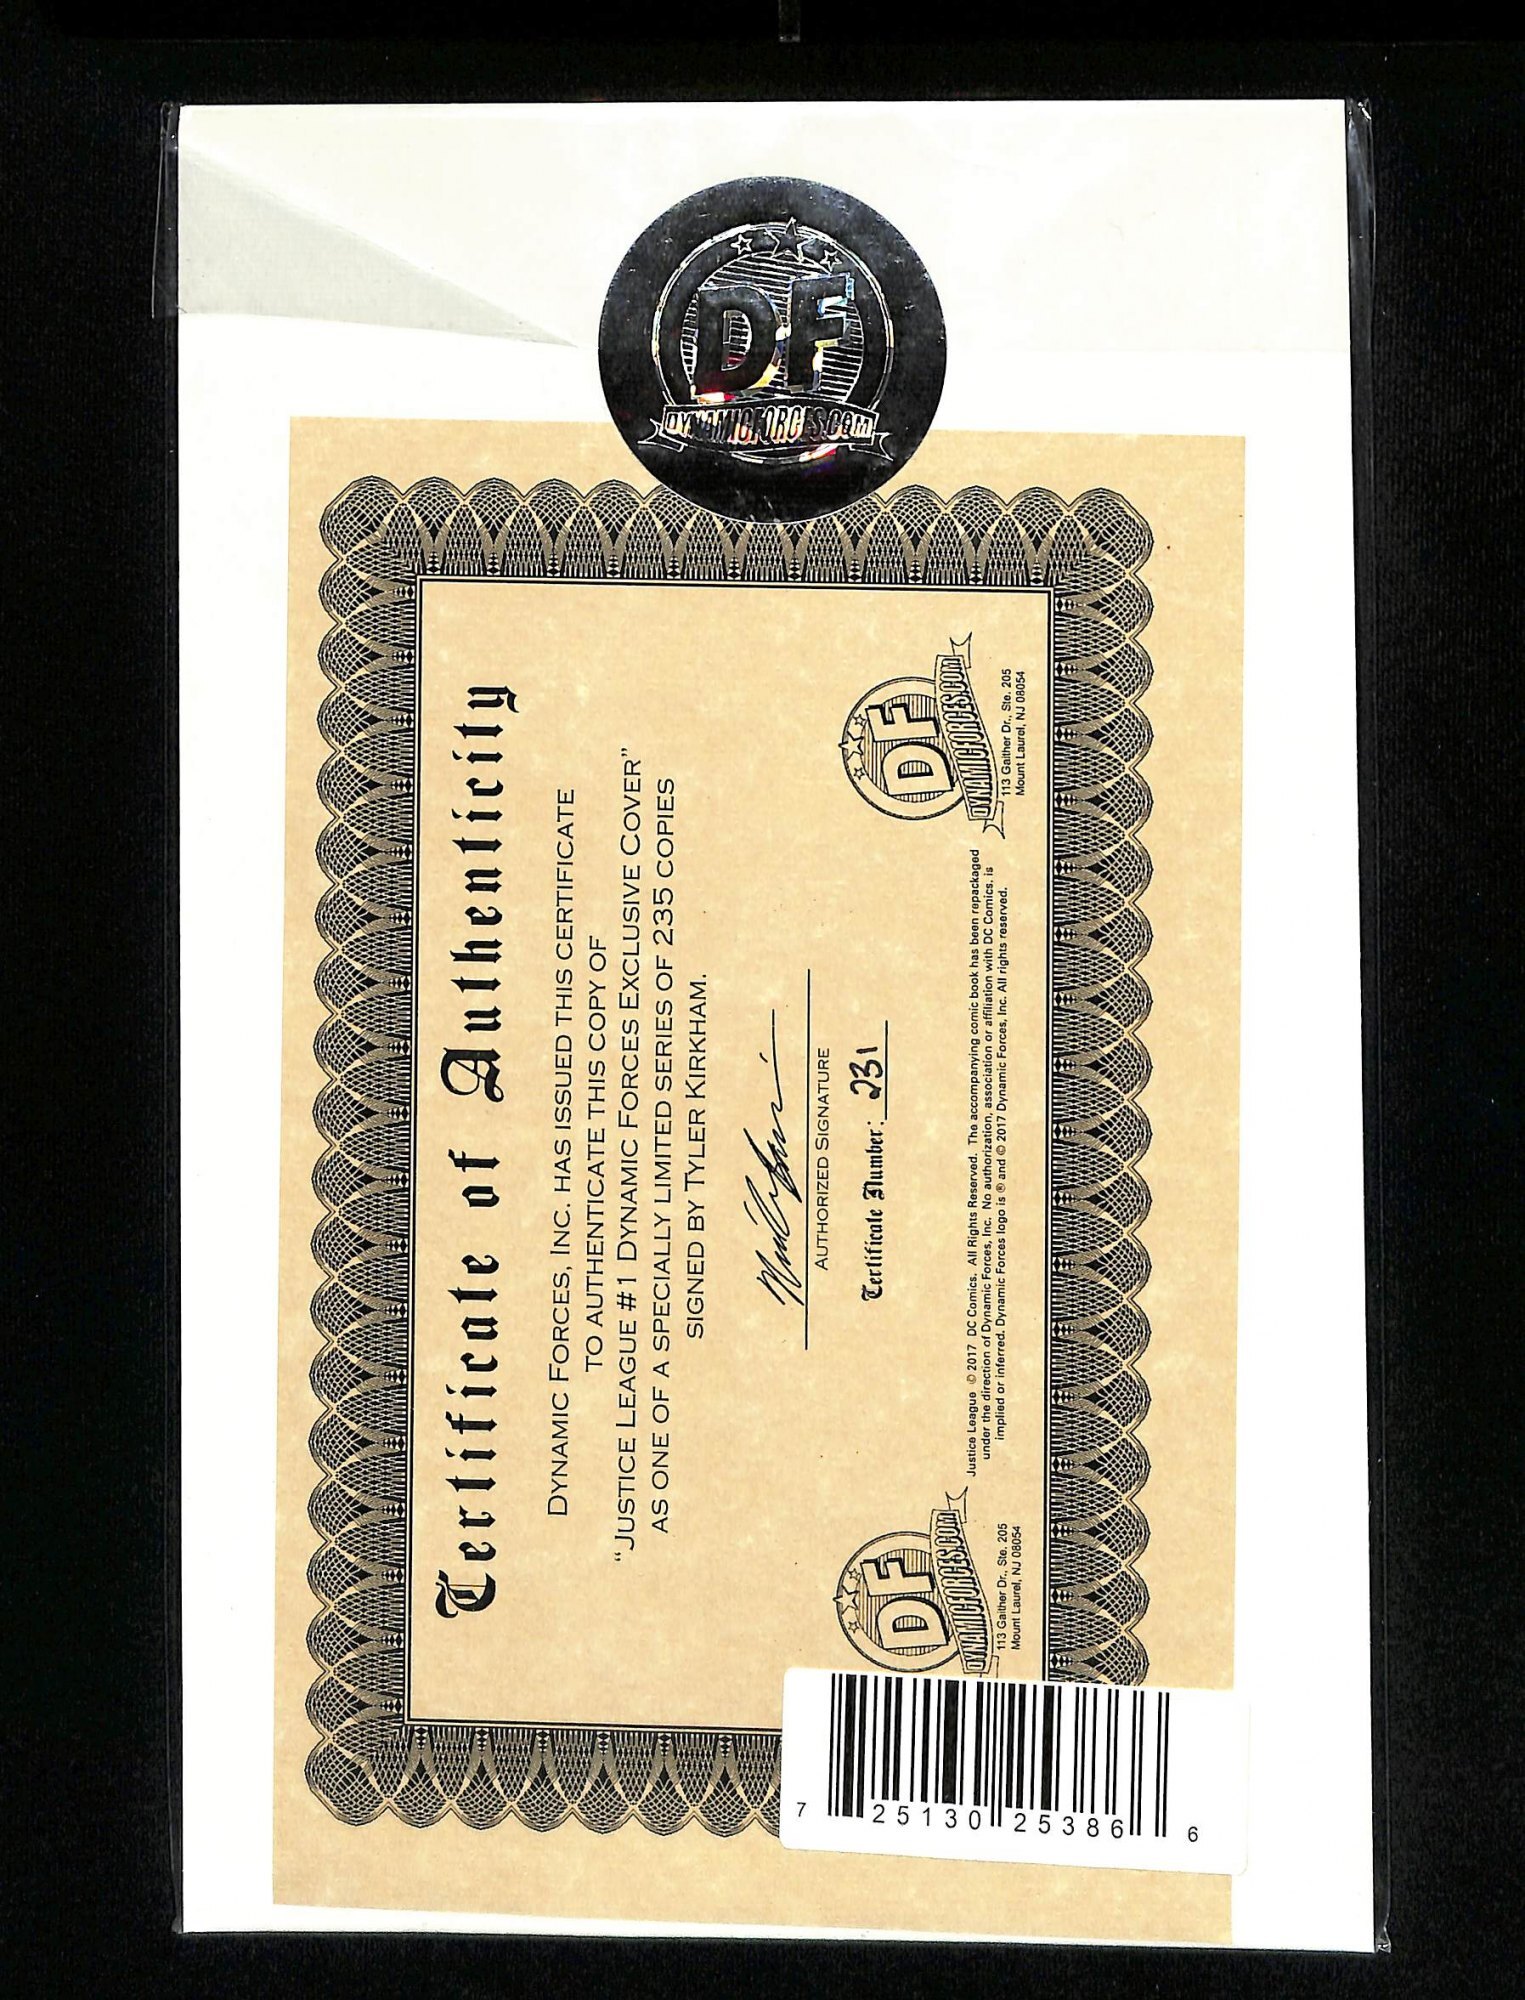 DF
DYNAMICFORCES.COM
Certificate of Authenticity
DYNAMIC FORCES, INC. HAS ISSUED THIS CERTIFICATE
TO AUTHENTICATE THIS COPY OF
“JUSTICE LEAGUE #1 DYNAMIC FORCES EXCLUSIVE COVER”
AS ONE OF A SPECIALLY LIMITED SERIES OF 235 COPIES
SIGNED BY TYLER KIRKHAM.
AUTHORIZED SIGNATURE
Certificate Number: 231
DF
DYNAMICFORCES.COM
113 Gaither Dr., Ste. 205
Mount Laurel, NJ 08054
Justice League © 2017 DC Comics. All Rights Reserved. The accompanying comic book has been repackaged
under the direction of Dynamic Forces, Inc. No authorization, association or affiliation with DC Comics, is
implied or inferred. Dynamic Forces logo is ® and © 2017 Dynamic Forces, Inc. All rights reserved.
DF
DYNAMICFORCES.COM
113 Gaither Dr., Ste. 205
Mount Laurel, NJ 08054
7 25130 25386 6